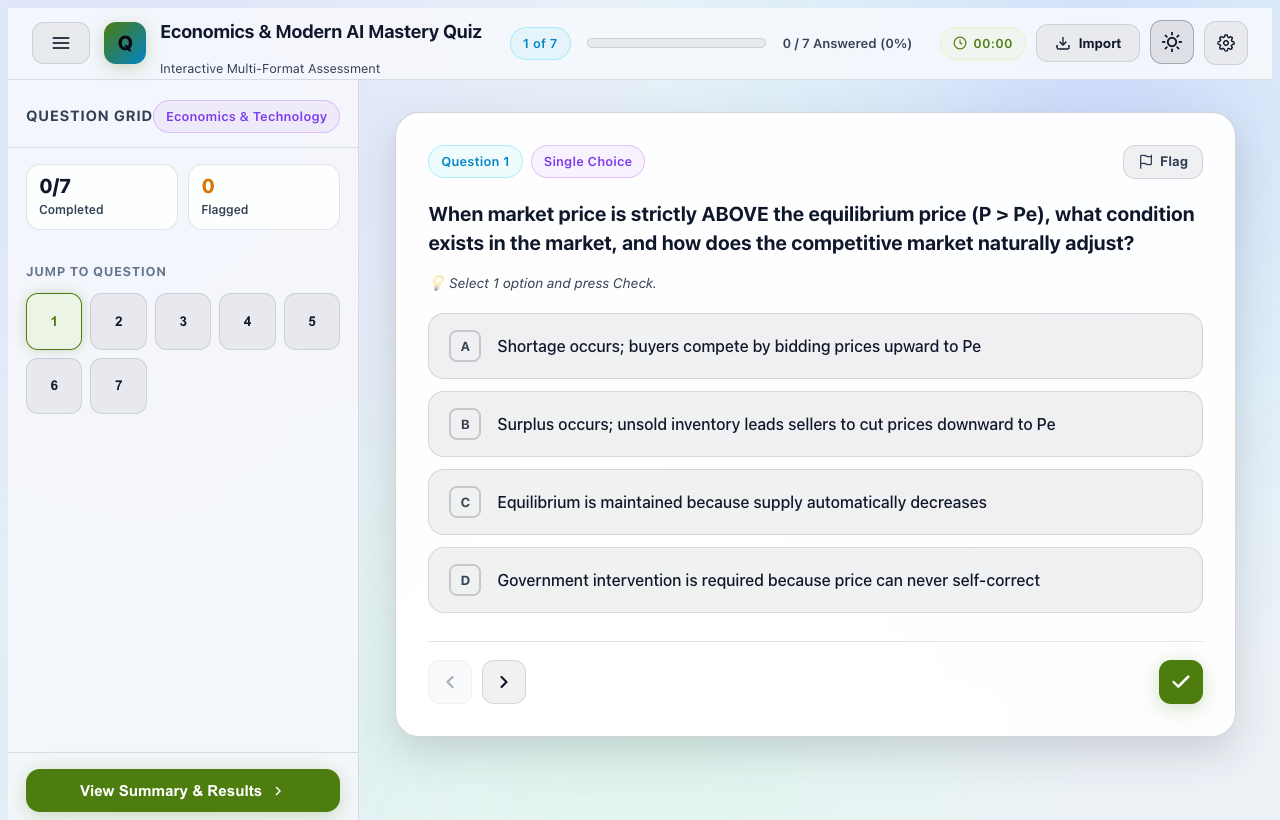 Q
Economics & Modern AI Mastery Quiz
Interactive Multi-Format Assessment
1 of 7
0 / 7 Answered (0%)
00:00
Import
QUESTION GRID
Economics & Technology
0/7
Completed
0
Flagged
JUMP TO QUESTION
1 2 3 4 5
6 7
View Summary & Results
Question 1
Single Choice
Flag
When market price is strictly ABOVE the equilibrium price (P > Pe), what condition
exists in the market, and how does the competitive market naturally adjust?
💡 Select 1 option and press Check.
A Shortage occurs; buyers compete by bidding prices upward to Pe
B Surplus occurs; unsold inventory leads sellers to cut prices downward to Pe
C Equilibrium is maintained because supply automatically decreases
D Government intervention is required because price can never self-correct